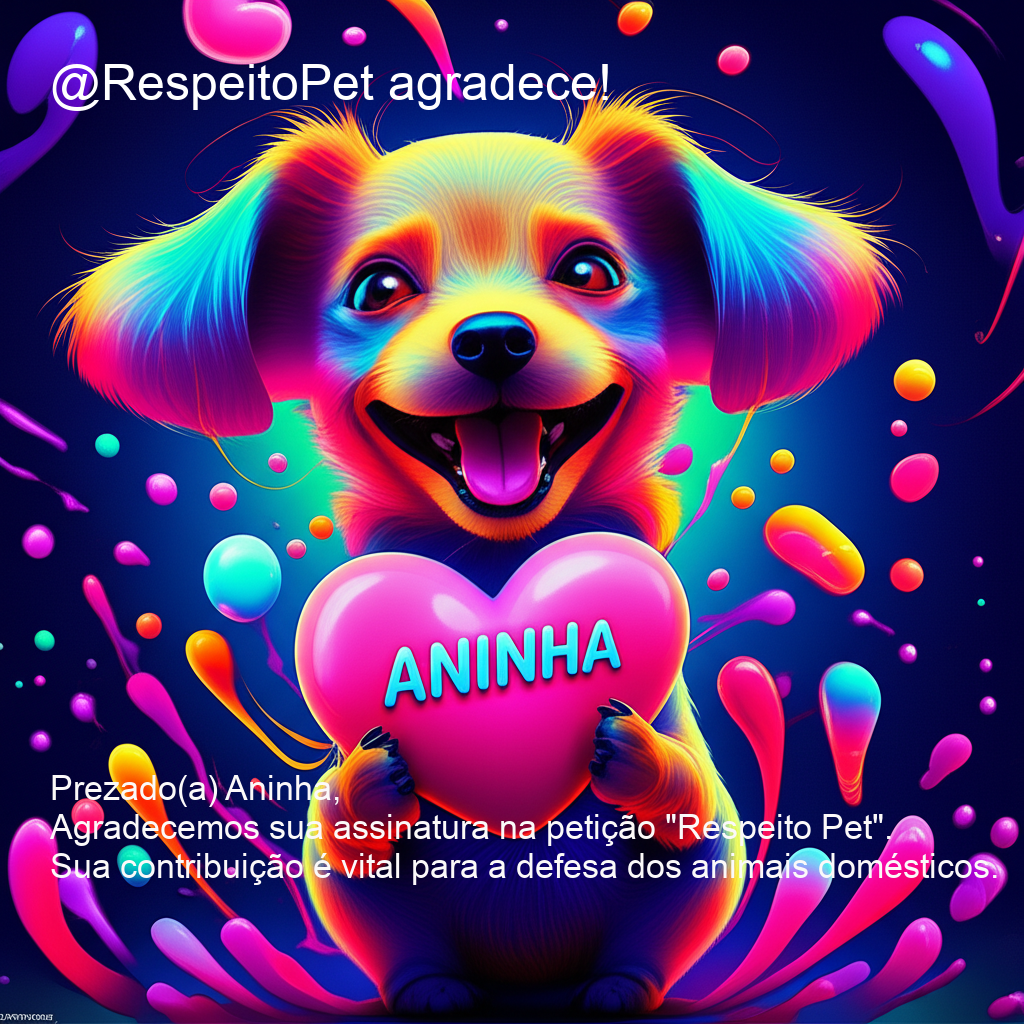 @RespeitoPet agradece!
ANINHA
Prezado(a) Aninha,
Agradecemos sua assinatura na petição "Respeito Pet".
Sua contribuição é vital para a defesa dos animais domésticos.